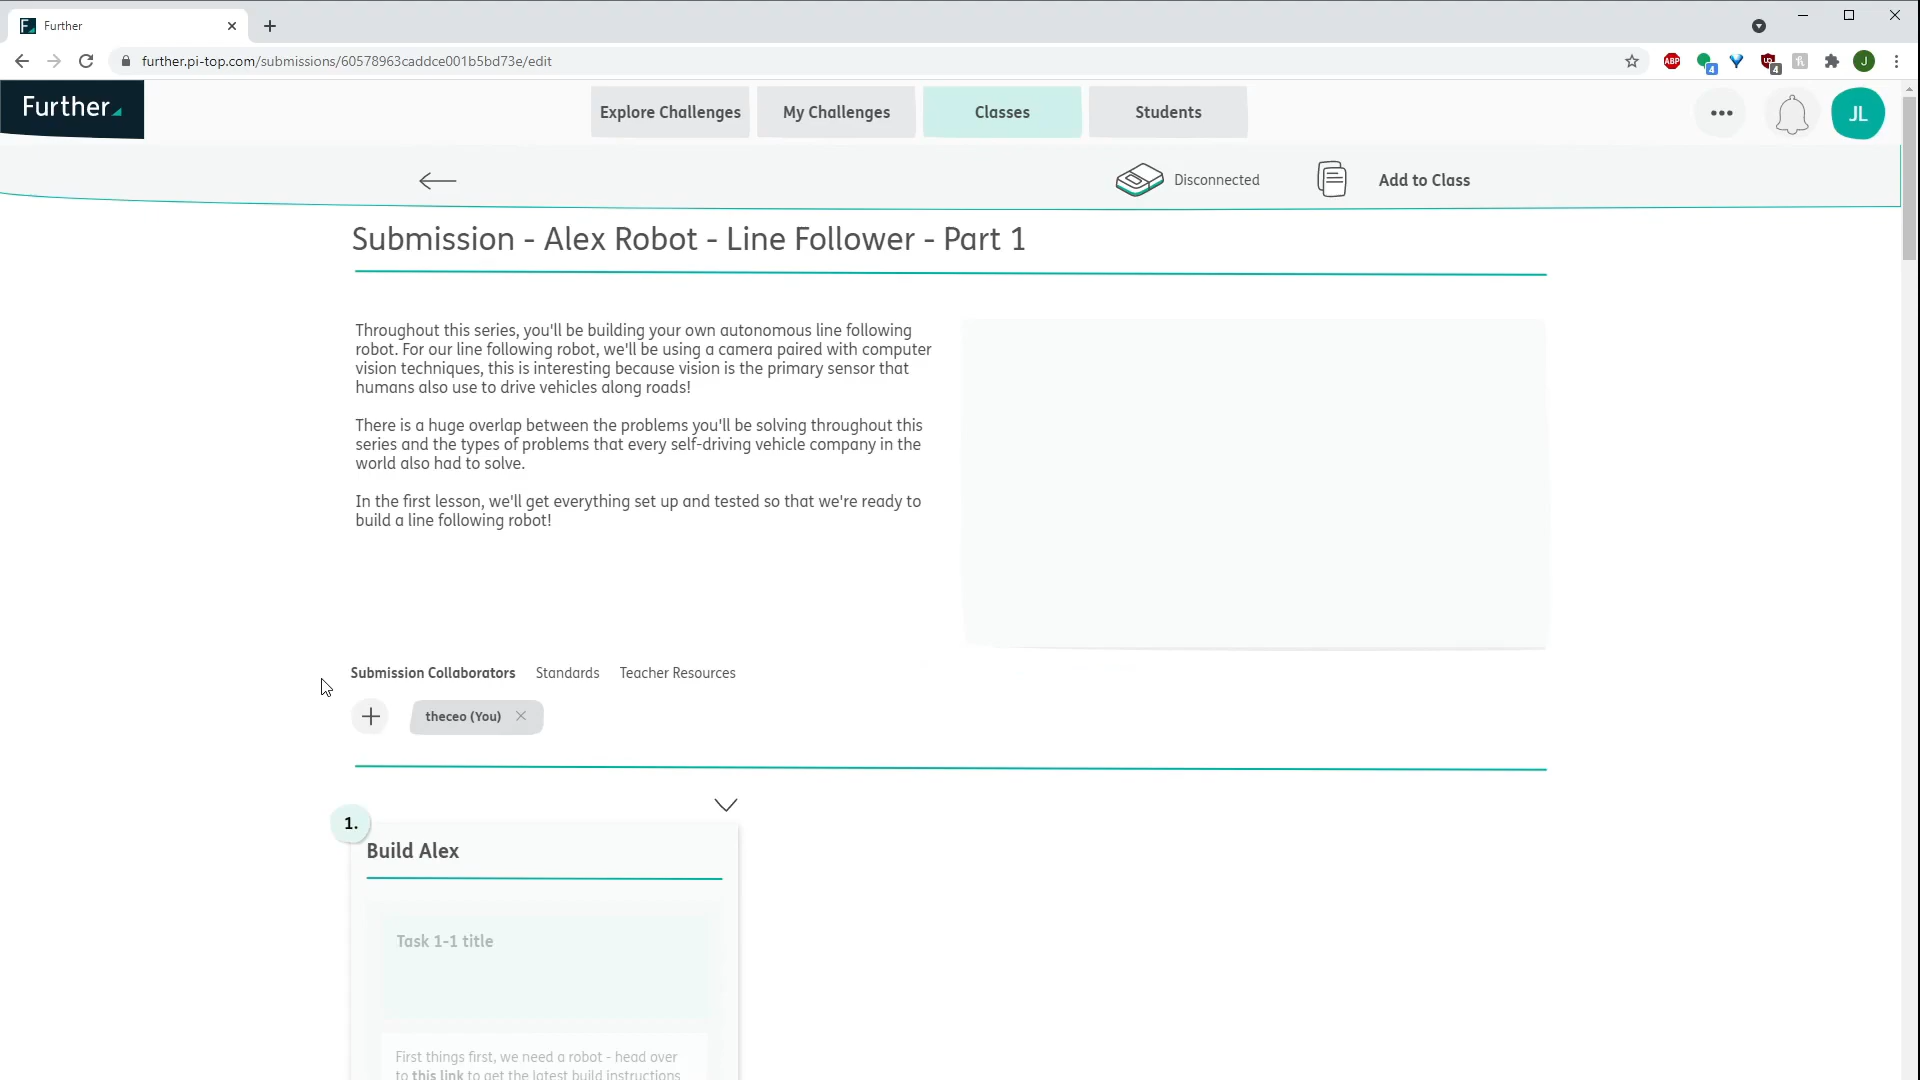 Further
further.pi-top.com/submissions/60578963caddce001b5bd73e/edit
ABP
4
4
J
Further
Explore Challenges
My Challenges
Classes
Students
JL
Disconnected
Add to Class
Submission - Alex Robot - Line Follower - Part 1
Throughout this series, you'll be building your own autonomous line following
robot. For our line following robot, we'll be using a camera paired with computer
vision techniques, this is interesting because vision is the primary sensor that
humans also use to drive vehicles along roads!
There is a huge overlap between the problems you'll be solving throughout this
series and the types of problems that every self-driving vehicle company in the
world also had to solve.
In the first lesson, we'll get everything set up and tested so that we're ready to
build a line following robot!
Submission Collaborators
Standards
Teacher Resources
theceo (You)
1.
Build Alex
Task 1-1 title
First things first, we need a robot - head over
to this link to get the latest build instructions